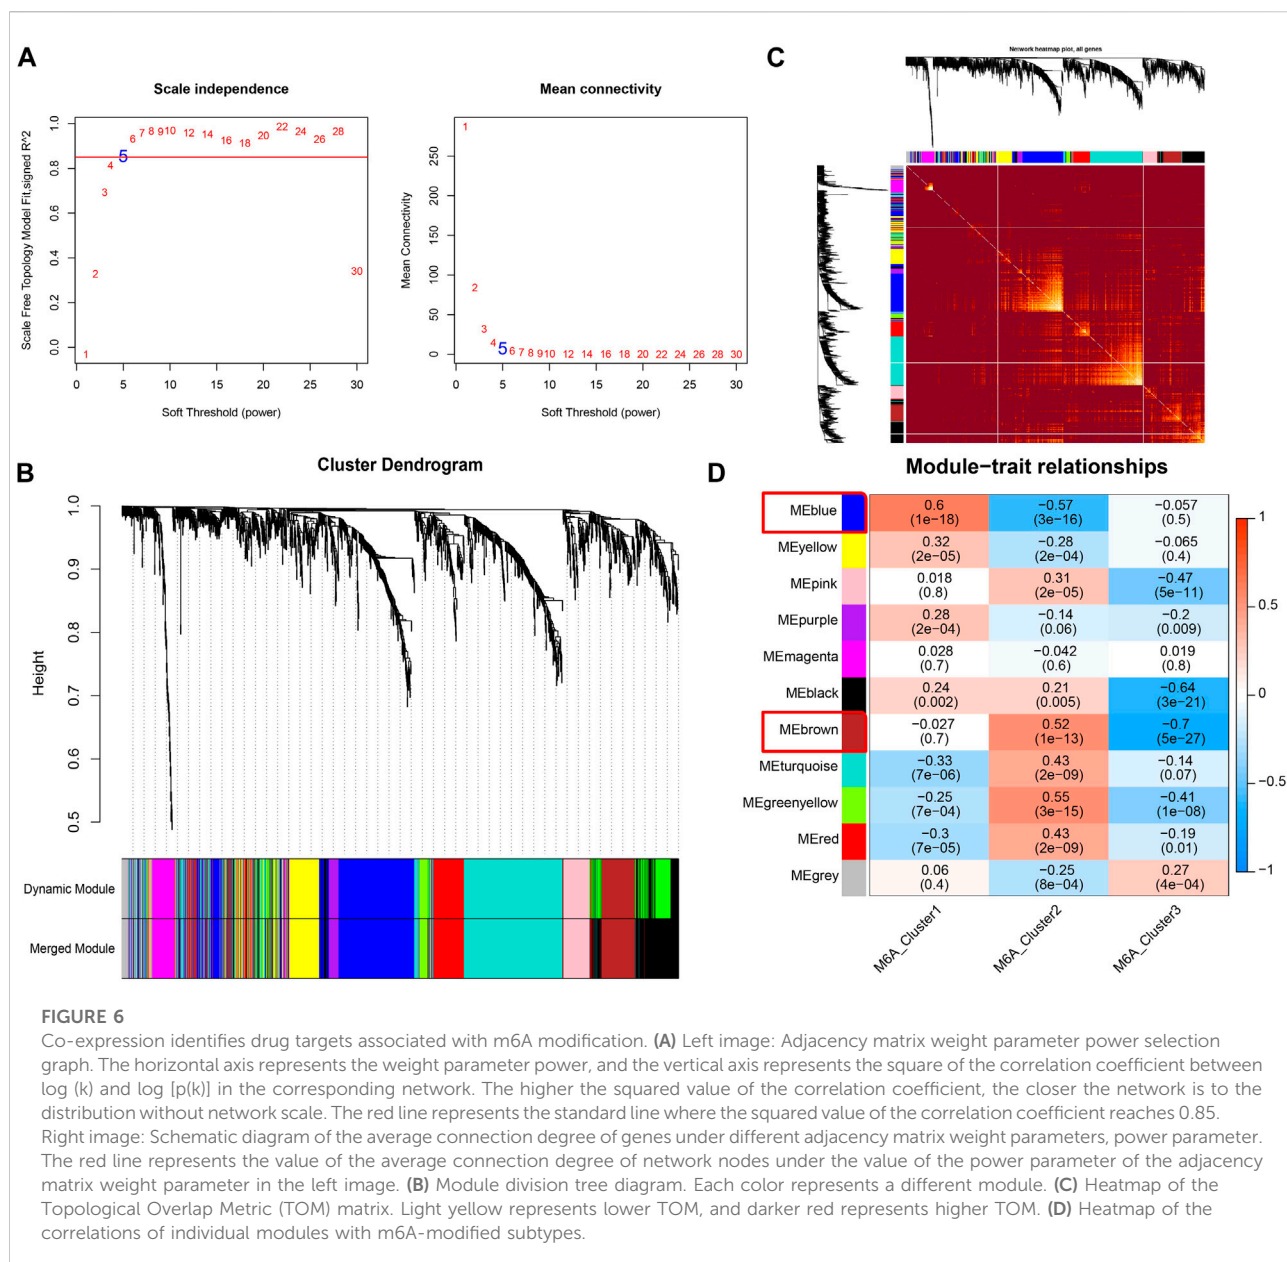 A
Scale independence
Scale Free Topology Model Fit,signed R^2
0.0
0.2
0.4
0.6
0.8
1.0
1
2
3
4
5
6
7
8
9
10
12
14
16
18
20
22
24
26
28
30
0
5
10
15
20
25
30
Soft Threshold (power)
Mean connectivity
Mean Connectivity
0
50
100
150
200
250
1
2
3
4
5
6
7
8
9
10
12
14
16
18
20
22
24
26
28
30
0
5
10
15
20
25
30
Soft Threshold (power)
C
Network heatmap plot, all genes
B
Cluster Dendrogram
Height
1.0
0.9
0.8
0.7
0.6
0.5
Dynamic Module
Merged Module
D
Module−trait relationships
MEblue
0.6
(1e−18)
−0.57
(3e−16)
−0.057
(0.5)
MEyellow
0.32
(2e−05)
−0.28
(2e−04)
−0.065
(0.4)
MEpink
0.018
(0.8)
0.31
(2e−05)
−0.47
(5e−11)
MEpurple
0.28
(2e−04)
−0.14
(0.06)
−0.2
(0.009)
MEmagenta
0.028
(0.7)
−0.042
(0.6)
0.019
(0.8)
MEblack
0.24
(0.002)
0.21
(0.005)
−0.64
(3e−21)
MEbrown
−0.027
(0.7)
0.52
(1e−13)
−0.7
(5e−27)
MEturquoise
−0.33
(7e−06)
0.43
(2e−09)
−0.14
(0.07)
MEgreenyellow
−0.25
(7e−04)
0.55
(3e−15)
−0.41
(1e−08)
MEred
−0.3
(7e−05)
0.43
(2e−09)
−0.19
(0.01)
MEgrey
0.06
(0.4)
−0.25
(8e−04)
0.27
(4e−04)
M6A_Cluster1
M6A_Cluster2
M6A_Cluster3
1
0.5
0
−0.5
−1
FIGURE 6
Co-expression identifies drug targets associated with m6A modification. (A) Left image: Adjacency matrix weight parameter power selection
graph. The horizontal axis represents the weight parameter power, and the vertical axis represents the square of the correlation coefficient between
log (k) and log [p(k)] in the corresponding network. The higher the squared value of the correlation coefficient, the closer the network is to the
distribution without network scale. The red line represents the standard line where the squared value of the correlation coefficient reaches 0.85.
Right image: Schematic diagram of the average connection degree of genes under different adjacency matrix weight parameters, power parameter.
The red line represents the value of the average connection degree of network nodes under the value of the power parameter of the adjacency
matrix weight parameter in the left image. (B) Module division tree diagram. Each color represents a different module. (C) Heatmap of the
Topological Overlap Metric (TOM) matrix. Light yellow represents lower TOM, and darker red represents higher TOM. (D) Heatmap of the
correlations of individual modules with m6A-modified subtypes.